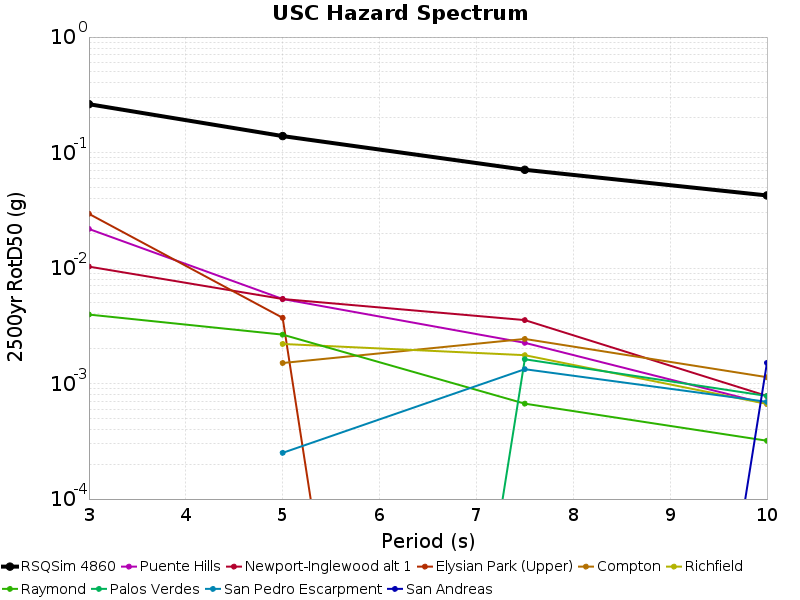 USC Hazard Spectrum
2500yr RotD50 (g)
10^0
10^-1
10^-2
10^-3
10^-4
3 4 5 6 7 8 9 10
Period (s)
RSQSim 4860 Puente Hills Newport-Inglewood alt 1 Elysian Park (Upper) Compton Richfield
Raymond Palos Verdes San Pedro Escarpment San Andreas